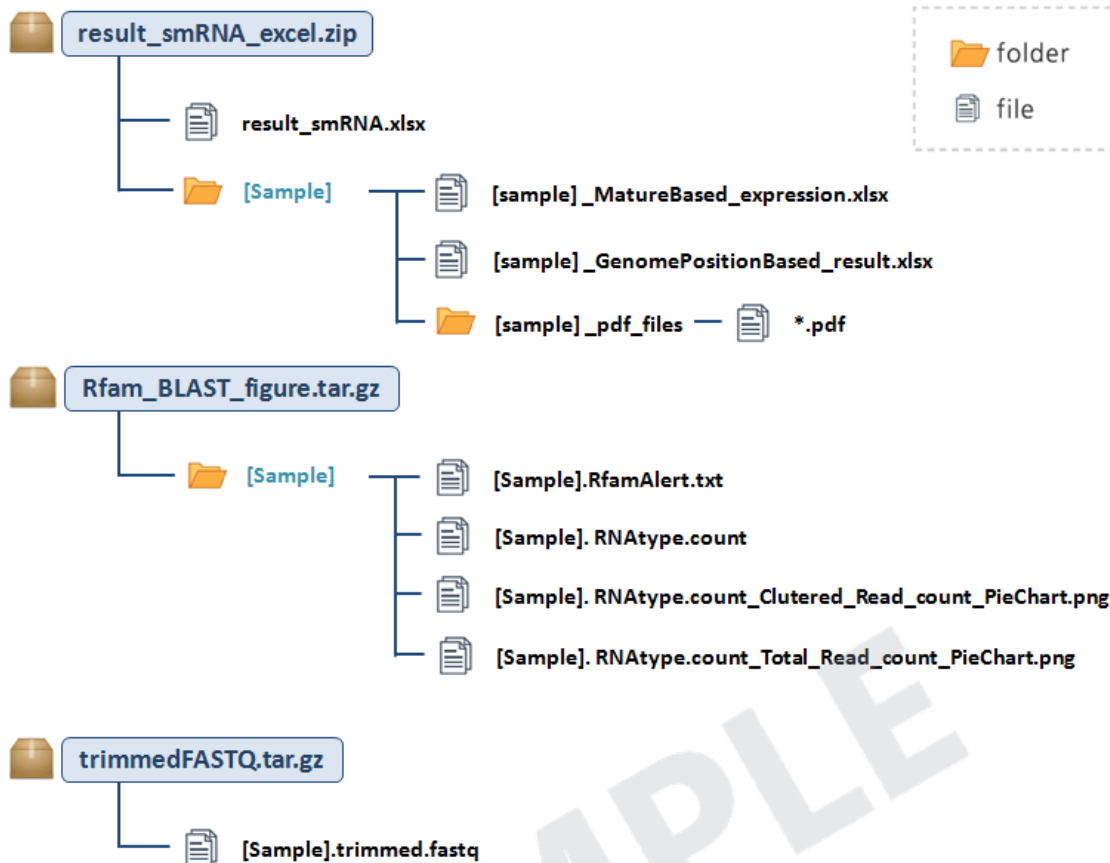 result_smRNA_excel.zip
folder
file
result_smRNA.xlsx
[Sample]
[sample]_MatureBased_expression.xlsx
[sample]_GenomePositionBased_result.xlsx
[sample]_pdf_files
*.pdf
Rfam_BLAST_figure.tar.gz
[Sample]
[Sample].RfamAlert.txt
[Sample]. RNAtype.count
[Sample]. RNAtype.count_Clutered_Read_count_PieChart.png
[Sample]. RNAtype.count_Total_Read_count_PieChart.png
trimmedFASTQ.tar.gz
[Sample].trimmed.fastq
MPLE